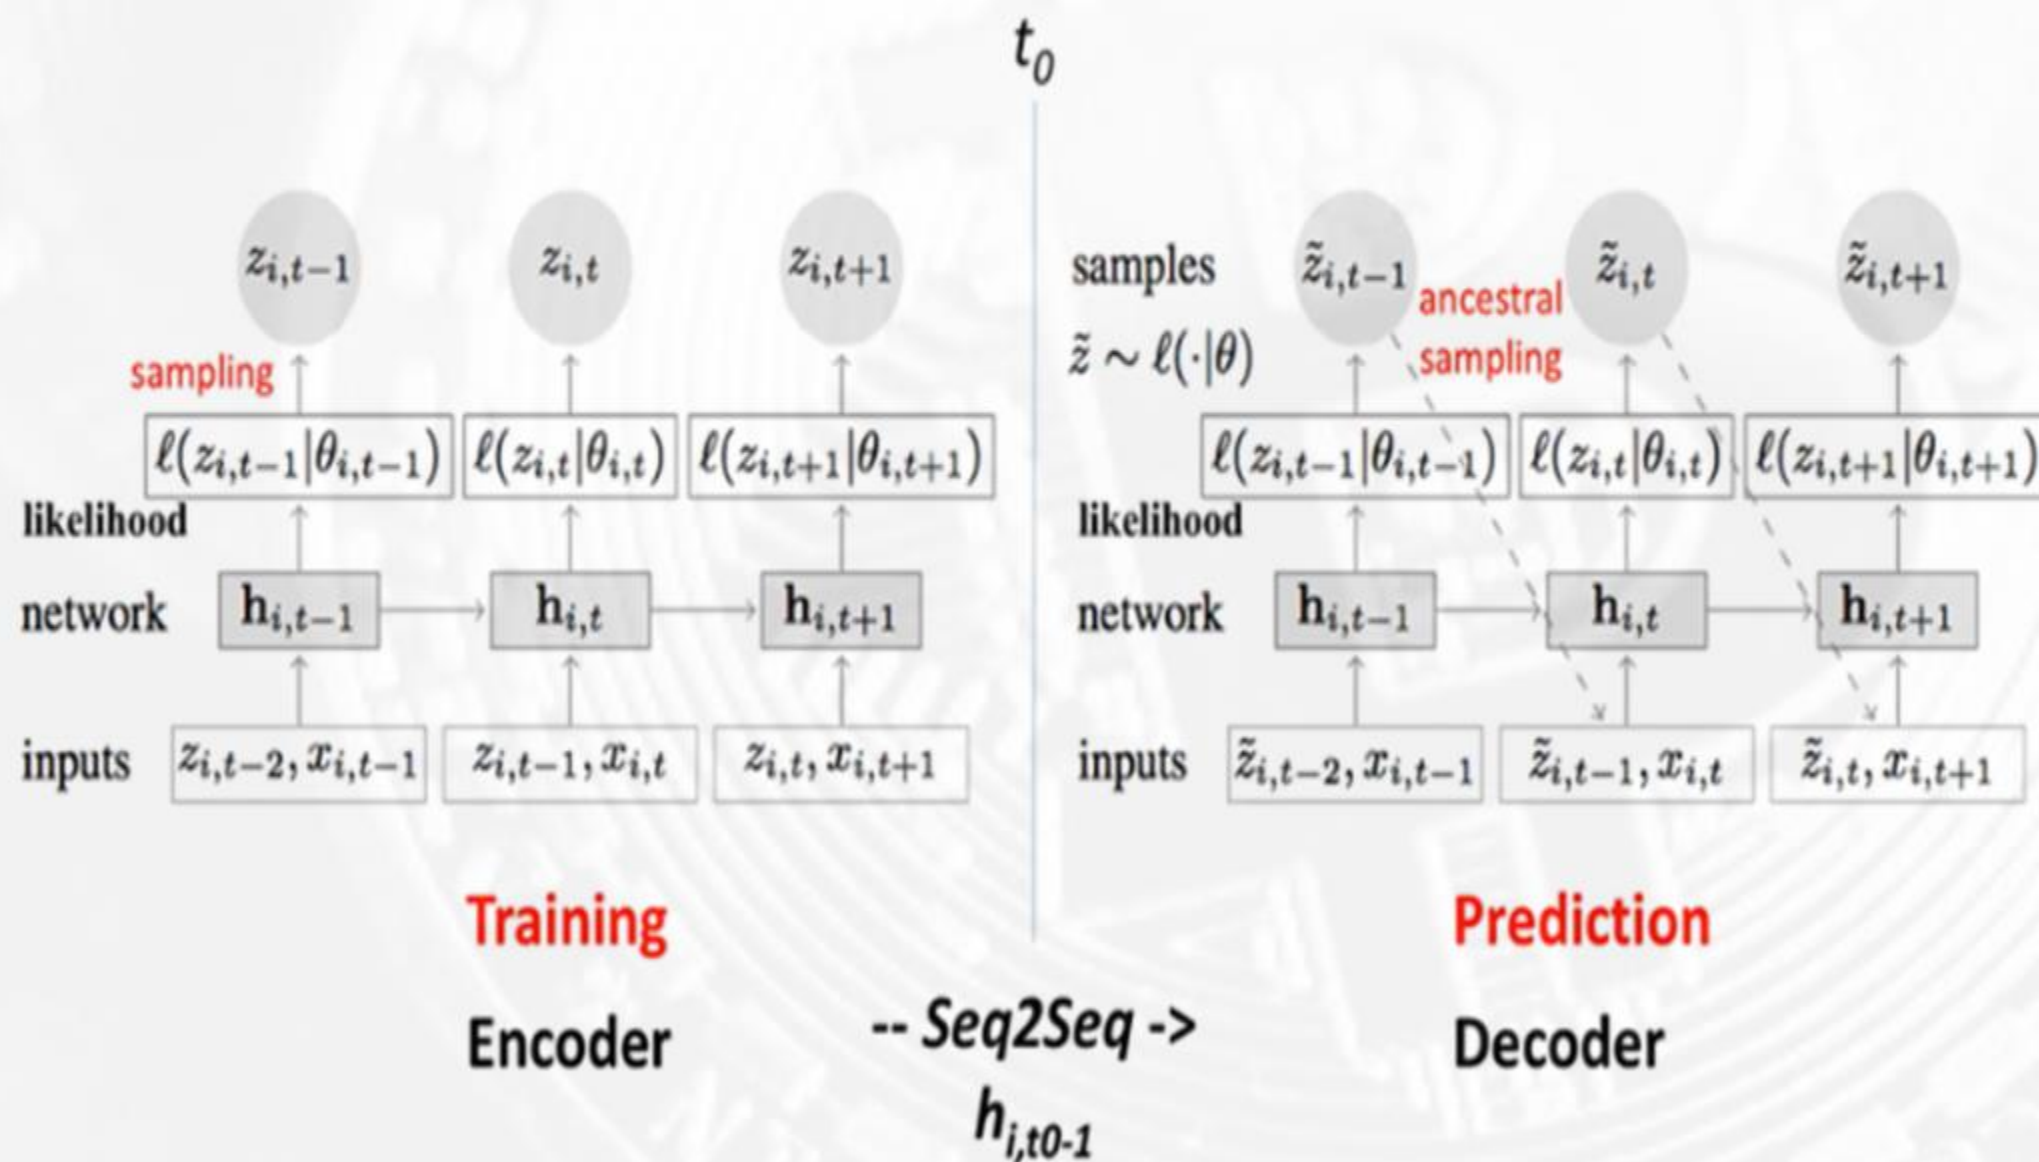 t₀
z_{i,t−1} z_{i,t} z_{i,t+1}
sampling
ℓ(z_{i,t−1}|θ_{i,t−1}) ℓ(z_{i,t}|θ_{i,t}) ℓ(z_{i,t+1}|θ_{i,t+1})
likelihood
network h_{i,t−1} h_{i,t} h_{i,t+1}
inputs z_{i,t−2}, x_{i,t−1} z_{i,t−1}, x_{i,t} z_{i,t}, x_{i,t+1}
Training
Encoder
samples z̃_{i,t−1} z̃_{i,t} z̃_{i,t+1}
ancestral
sampling
z̃ ~ ℓ(·|θ)
ℓ(z_{i,t−1}|θ_{i,t−1}) ℓ(z_{i,t}|θ_{i,t}) ℓ(z_{i,t+1}|θ_{i,t+1})
likelihood
network h_{i,t−1} h_{i,t} h_{i,t+1}
inputs z̃_{i,t−2}, x_{i,t−1} z̃_{i,t−1}, x_{i,t} z̃_{i,t}, x_{i,t+1}
Prediction
Decoder
-- Seq2Seq ->
h_{i,t0-1}